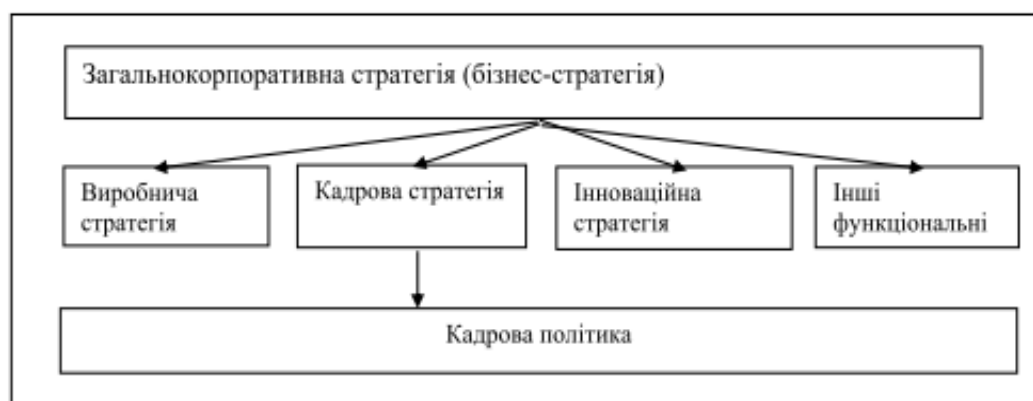 Загальнокорпоративна стратегія (бізнес-стратегія)
Виробнича
стратегія
Кадрова стратегія
Інноваційна
стратегія
Інші
функціональні
Кадрова політика